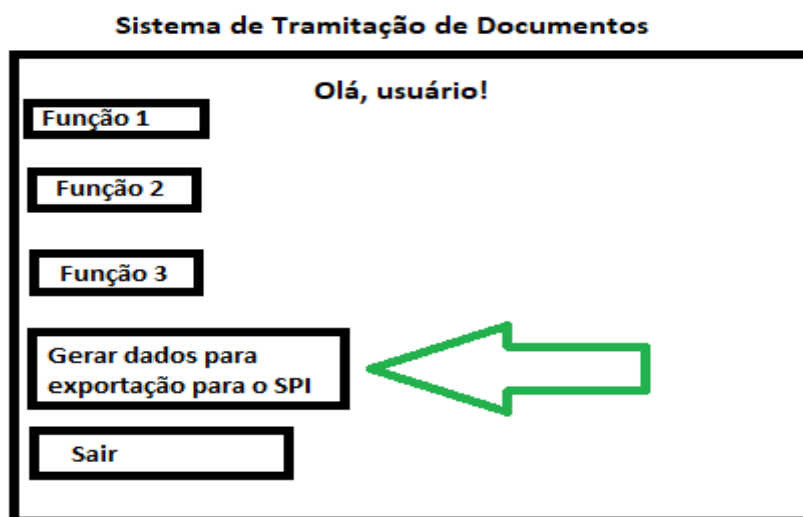 Sistema de Tramitação de Documentos
Olá, usuário!
Função 1
Função 2
Função 3
Gerar dados para
exportação para o SPI
Sair